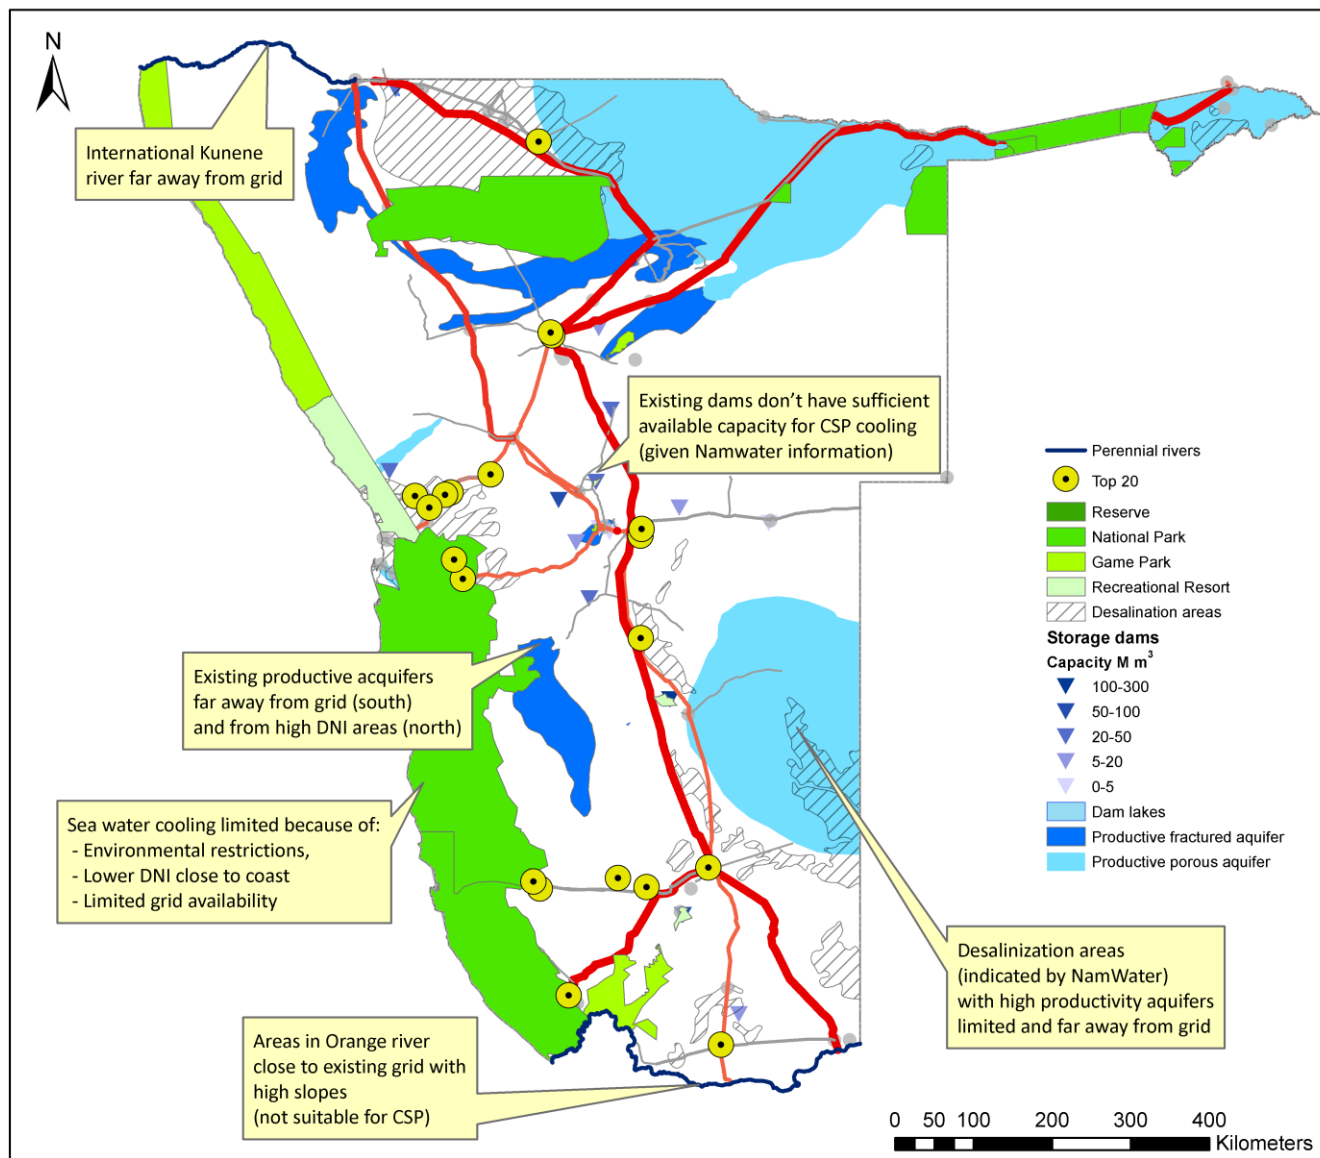 N
International Kunene
river far away from grid
Existing dams don't have sufficient
available capacity for CSP cooling
(given Namwater information)
Existing productive acquifers
far away from grid (south)
and from high DNI areas (north)
Sea water cooling limited because of:
- Environmental restrictions,
- Lower DNI close to coast
- Limited grid availability
Areas in Orange river
close to existing grid with
high slopes
(not suitable for CSP)
Desalinization areas
(indicated by NamWater)
with high productivity aquifers
limited and far away from grid
Perennial rivers
Top 20
Reserve
National Park
Game Park
Recreational Resort
Desalination areas
Storage dams
Capacity M m³
100-300
50-100
20-50
5-20
0-5
Dam lakes
Productive fractured aquifer
Productive porous aquifer
0 50 100 200 300 400
Kilometers